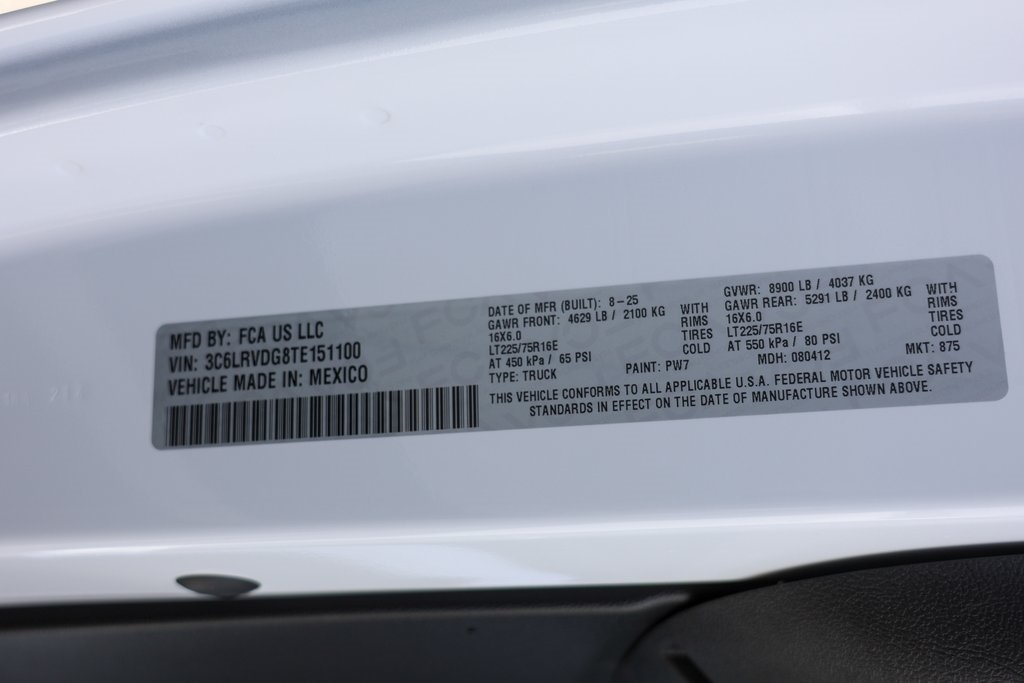 MFD BY: FCA US LLC
VIN: 3C6LRVDG8TE151100
VEHICLE MADE IN: MEXICO
DATE OF MFR (BUILT): 8-25
GAWR FRONT: 4629 LB / 2100 KG WITH
16X6.0 RIMS
LT225/75R16E TIRES
AT 450 kPa / 65 PSI COLD
TYPE: TRUCK PAINT: PW7
GVWR: 8900 LB / 4037 KG
GAWR REAR: 5291 LB / 2400 KG WITH
16X6.0 RIMS
LT225/75R16E TIRES
AT 550 kPa / 80 PSI COLD
MDH: 080412 MKT: 875
THIS VEHICLE CONFORMS TO ALL APPLICABLE U.S.A. FEDERAL MOTOR VEHICLE SAFETY
STANDARDS IN EFFECT ON THE DATE OF MANUFACTURE SHOWN ABOVE.